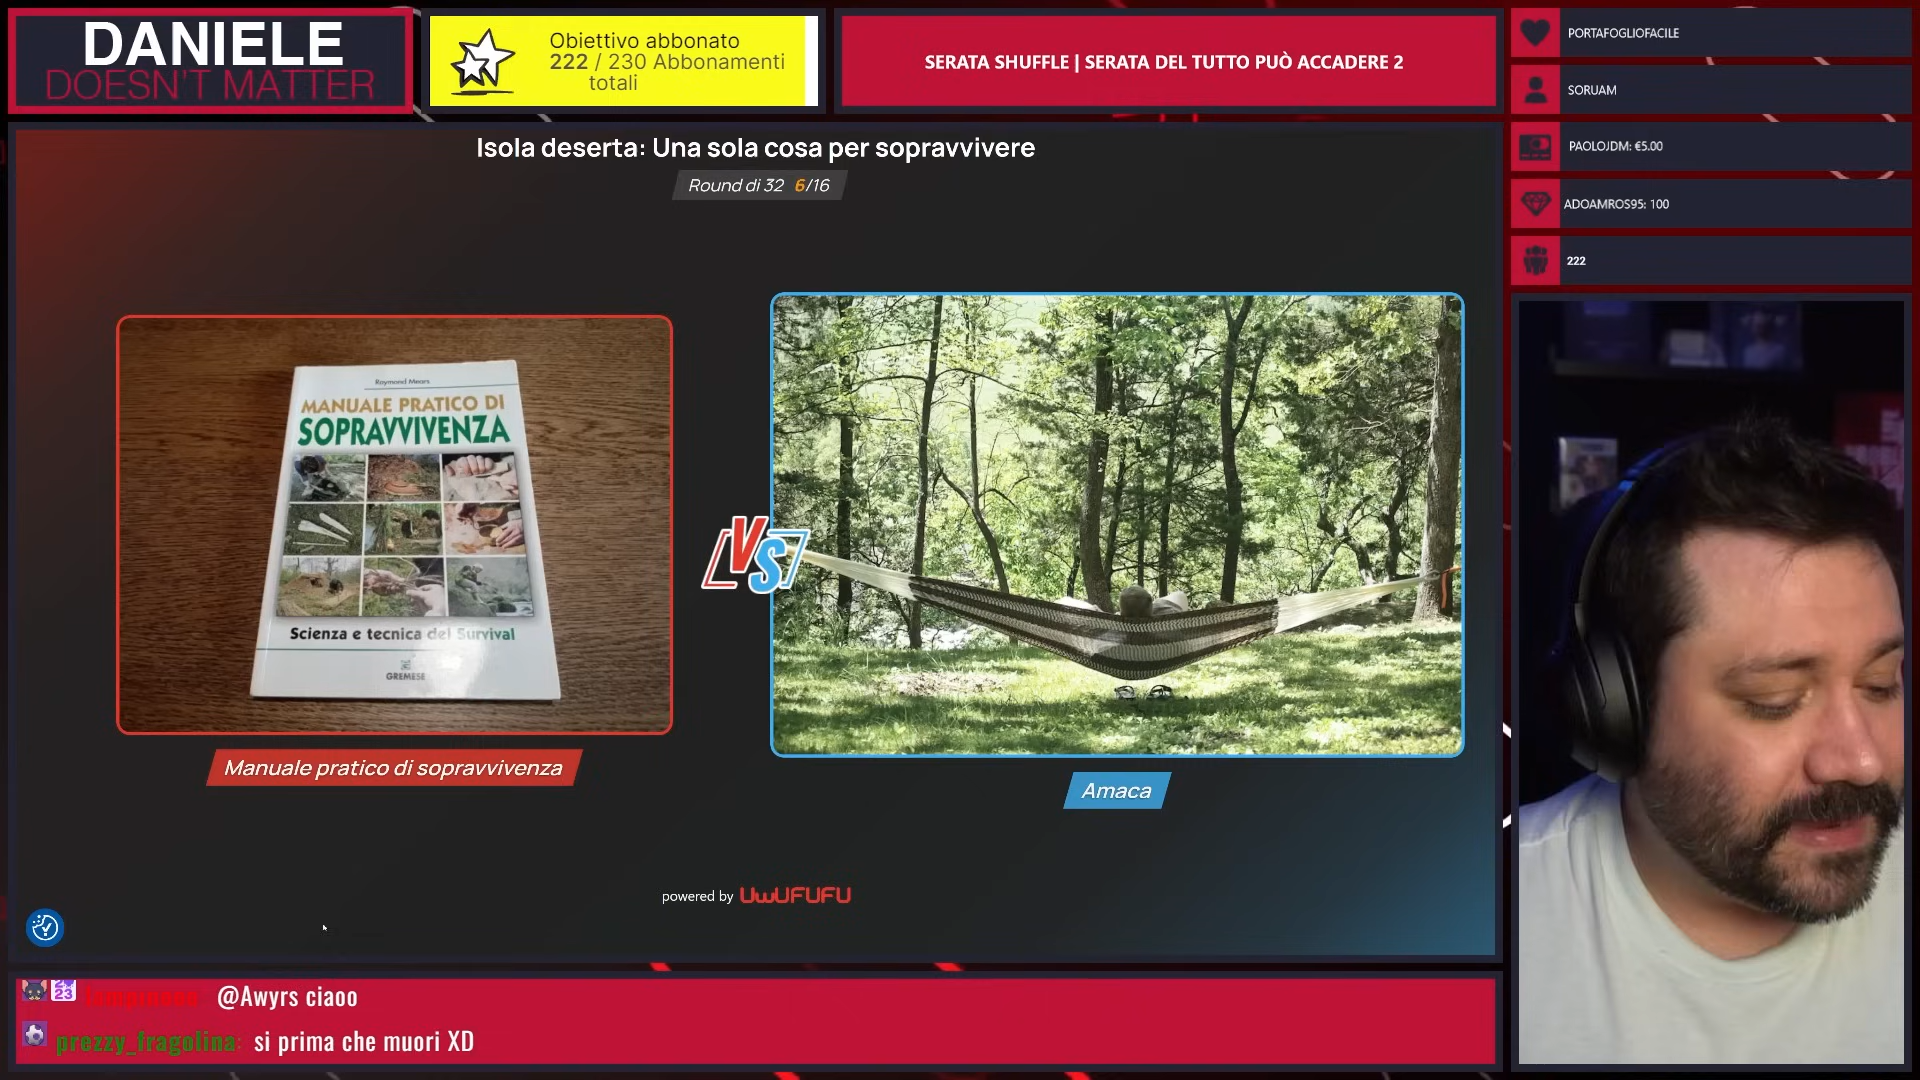 DANIELE
DOESN'T MATTER
Obiettivo abbonato
222 / 230 Abbonamenti
totali
SERATA SHUFFLE | SERATA DEL TUTTO PUÒ ACCADERE 2
PORTAFOGLIOFACILE
SORUAM
PAOLOJDM: €5.00
ADOAMROS95: 100
222
Isola deserta: Una sola cosa per sopravvivere
Round di 32 6/16
Raymond Mears
MANUALE PRATICO DI
SOPRAVVIVENZA
Scienza e tecnica del Survival
GREMESE
VS
Manuale pratico di sopravvivenza
Amaca
powered by UWUFUFU
23
@Awyrs ciaoo
prezzy_fragolina: si prima che muori XD